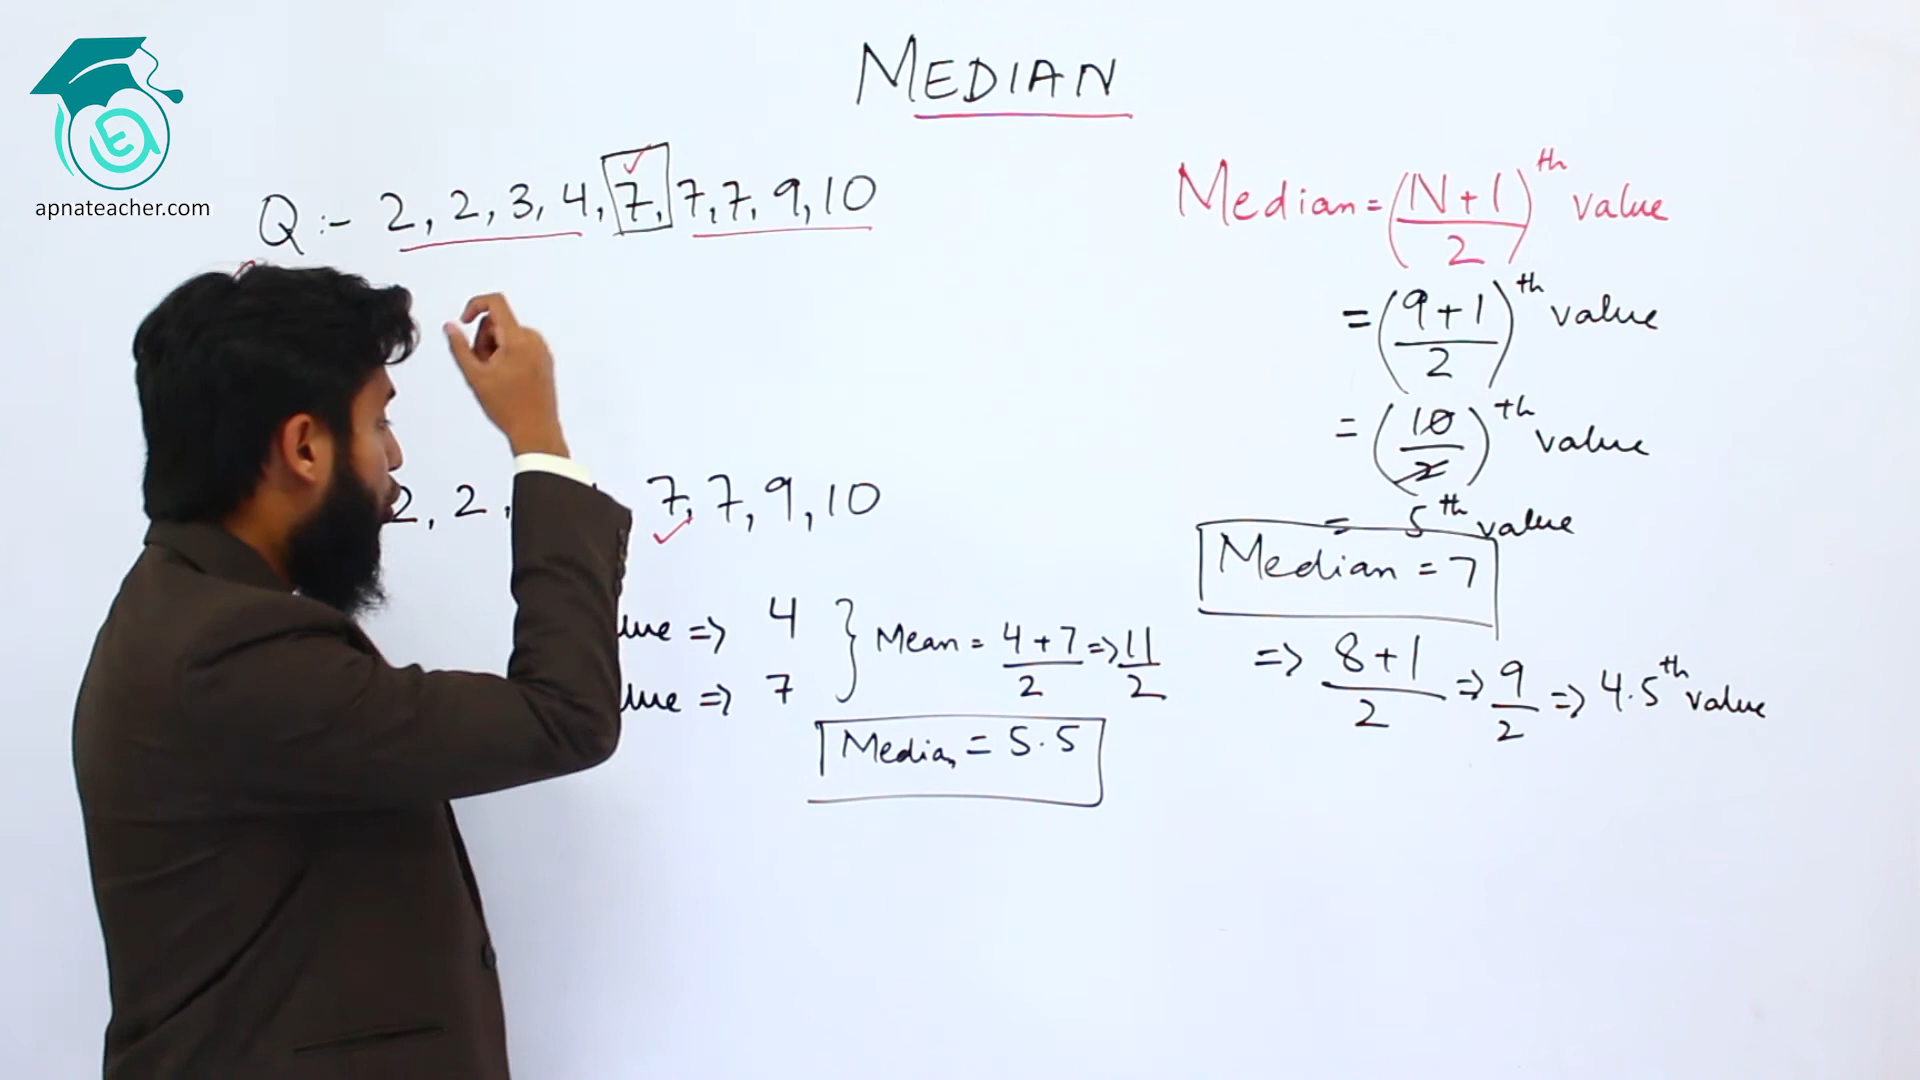 MEDIAN
apnateacher.com
Q :- 2, 2, 3, 4, 7, 7, 7, 9, 10
Median = (N+1/2)th value
= (9+1/2)th value
= (10/2)th value
= 5th value
Median = 7
2, 2, 7, 7, 9, 10
=> 4
=> 7
Mean = 4+7/2 => 11/2
Median = 5.5
=> 8+1/2 => 9/2 => 4.5th value